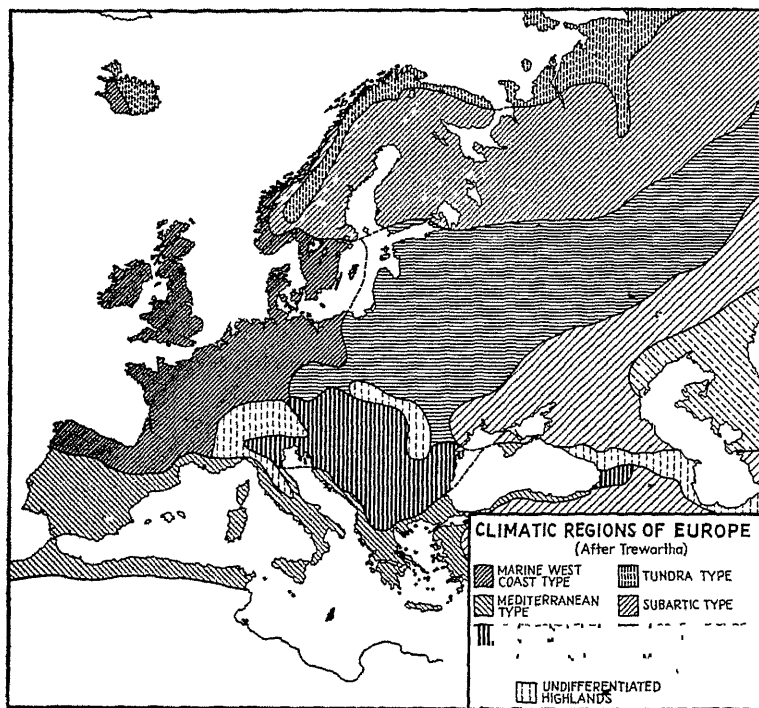 CLIMATIC REGIONS OF EUROPE
(After Trewartha)
MARINE WEST
COAST TYPE
TUNDRA TYPE
MEDITERRANEAN
TYPE
SUBARTIC TYPE
UNDIFFERENTIATED
HIGHLANDS